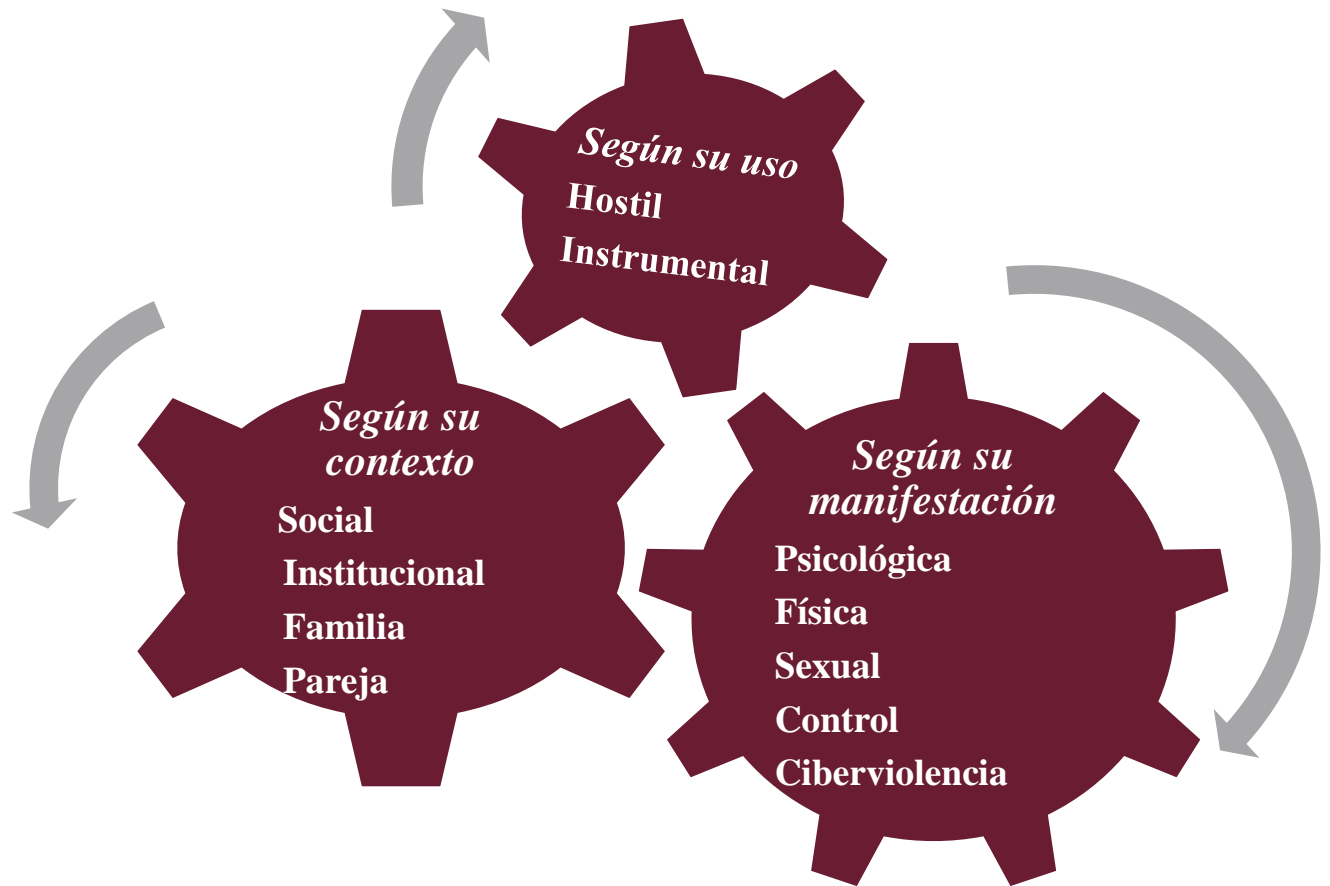 Según su uso
Hostil
Instrumental
Según su
contexto
Social
Institucional
Familia
Pareja
Según su
manifestación
Psicológica
Física
Sexual
Control
Ciberviolencia